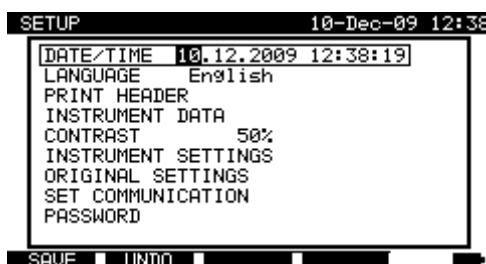 SETUP 10-Dec-09 12:38
DATE/TIME 10.12.2009 12:38:19
LANGUAGE English
PRINT HEADER
INSTRUMENT DATA
CONTRAST 50%
INSTRUMENT SETTINGS
ORIGINAL SETTINGS
SET COMMUNICATION
PASSWORD
SAVE UNDO